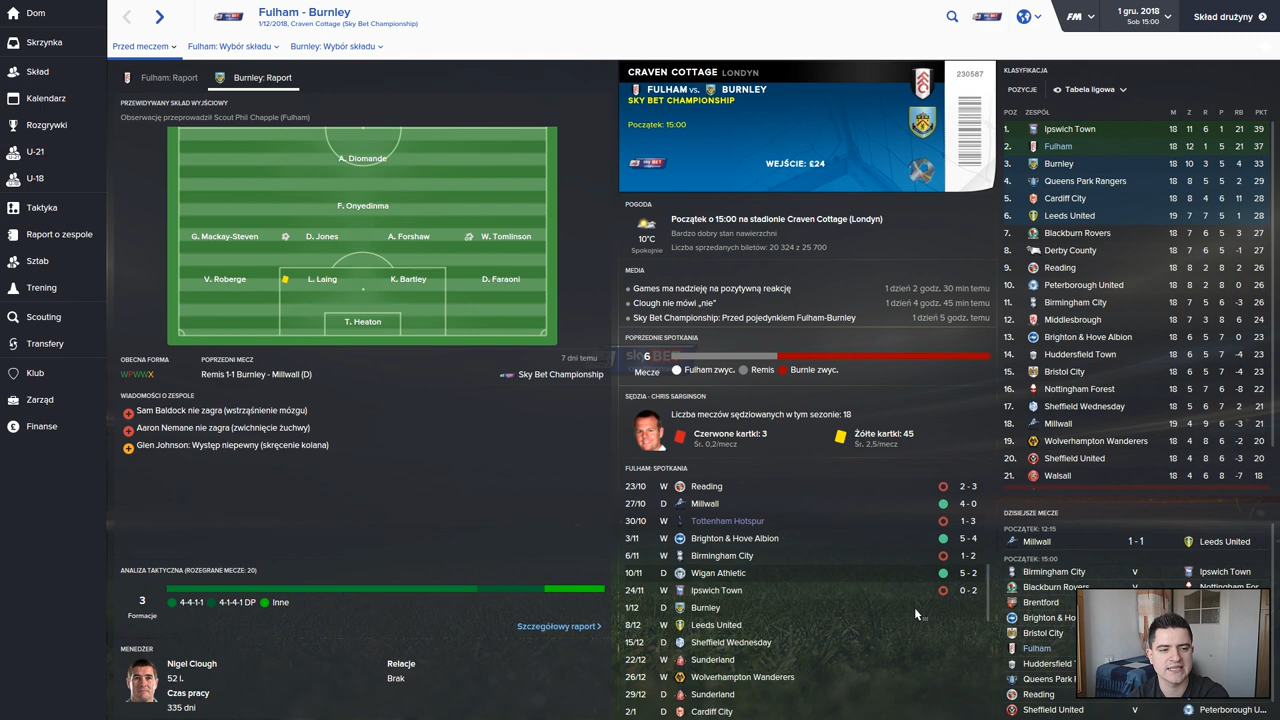 Dom
Skrzynka
Skład
Kalendarz
Rozgrywki
U-21
U-18
Taktyka
Raport o zespole
Sztab
Trening
Scouting
Transfery
Klub
Zarząd
Finanse
Fulham - Burnley
1/12/2018, Craven Cottage (Sky Bet Championship)
FM
1 gru. 2018
Sob 15:00
Skład drużyny
Przed meczem
Fulham: Wybór składu
Burnley: Wybór składu
Fulham: Raport
Burnley: Raport
PRZEWIDYWANY SKŁAD WYJŚCIOWY
Obserwację przeprowadził Scout Phil Chapple (Fulham)
A. Diomande
F. Onyedinma
G. Mackay-Steven D. Jones A. Forshaw W. Tomlinson
V. Roberge L. Laing K. Bartley D. Faraoni
T. Heaton
OBECNA FORMA POPRZEDNI MECZ 7 dni temu
WPWWX Remis 1-1 Burnley - Millwall (D) Sky Bet Championship
WIADOMOŚCI O ZESPOLE
Sam Baldock nie zagra (wstrząśnienie mózgu)
Aaron Nemane nie zagra (zwichnięcie żuchwy)
Glen Johnson: Występ niepewny (skręcenie kolana)
ANALIZA TAKTYCZNA (ROZEGRANE MECZE: 20)
3
Formacje
4-4-1-1 4-1-4-1 DP Inne
Szczegółowy raport
MENEDŻER
Nigel Clough
52 l.
Czas pracy
335 dni
Relacje
Brak
CRAVEN COTTAGE LONDYN
FULHAM vs. BURNLEY
SKY BET CHAMPIONSHIP
Początek: 15:00
WEJŚCIE: £24
230587
POGODA
10°C
Spokojnie
Początek o 15:00 na stadionie Craven Cottage (Londyn)
Bardzo dobry stan nawierzchni
Liczba sprzedanych biletów: 20 324 z 25 700
MEDIA
Games ma nadzieję na pozytywną reakcję 1 dzień 2 godz. 30 min temu
Clough nie mówi „nie” 1 dzień 4 godz. 45 min temu
Sky Bet Championship: Przed pojedynkiem Fulham-Burnley 1 dzień 5 godz. temu
POPRZEDNIE SPOTKANIA
6
Mecze
Fulham zwyc. Remis Burnle zwyc.
SĘDZIA - CHRIS SARGINSON
Liczba meczów sędziowanych w tym sezonie: 18
Czerwone kartki: 3
Śr. 0,2/mecz
Żółte kartki: 45
Śr. 2,5/mecz
FULHAM: SPOTKANIA
23/10 W Reading 2 - 3
27/10 D Millwall 4 - 0
30/10 W Tottenham Hotspur 1 - 3
3/11 W Brighton & Hove Albion 5 - 4
6/11 W Birmingham City 1 - 2
10/11 D Wigan Athletic 5 - 2
24/11 W Ipswich Town 0 - 2
1/12 D Burnley
8/12 W Leeds United
15/12 D Sheffield Wednesday
22/12 W Sunderland
26/12 W Wolverhampton Wanderers
29/12 D Sunderland
2/1 D Cardiff City
KLASYFIKACJA
POZYCJE Tabela ligowa
POZ ZESPÓŁ M Z R P RB PKT
1. Ipswich Town 18 11 6 1 21 39
2. Fulham 18 12 1 5 21 37
3. Burnley 18 10 3 5 4 33
4. Queens Park Rangers 18 8 5 5 2 29
5. Cardiff City 18 8 4 6 11 28
6. Leeds United 19 7 7 5 1 28
7. Blackburn Rovers 18 7 6 5 3 27
8. Derby County 18 7 6 5 -1 27
9. Reading 18 8 2 8 2 26
10. Peterborough United 18 8 2 8 0 26
11. Birmingham City 18 7 5 6 -3 26
12. Middlesbrough 18 7 3 8 6 24
13. Brighton & Hove Albion 18 6 6 6 0 24
14. Huddersfield Town 18 6 5 7 -4 23
15. Bristol City 18 6 5 7 -4 23
16. Nottingham Forest 18 5 7 6 -8 22
17. Sheffield Wednesday 18 5 6 7 2 21
18. Millwall 19 4 9 6 -3 21
19. Wolverhampton Wanderers 18 4 8 6 -2 20
20. Sheffield United 18 4 8 6 -3 20
21. Walsall 18 4 6 8 -7 18
DZISIEJSZE MECZE
POCZĄTEK: 12:15
Millwall 1 - 1 Leeds United
POCZĄTEK: 15:00
Birmingham City v Ipswich Town
Blackburn Rovers v
Brentford
Brighton & Ho
Bristol City
Fulham
Huddersfield T
Queens Park R
Reading
Sheffield United v Peterborough U...